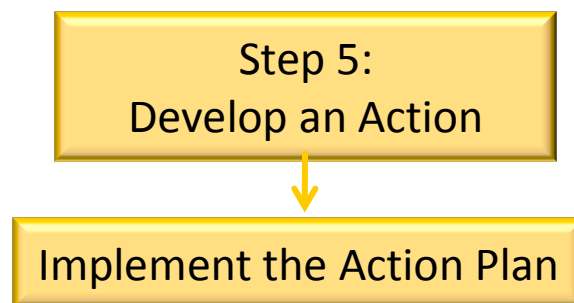 Step 5:
Develop an Action
Implement the Action Plan